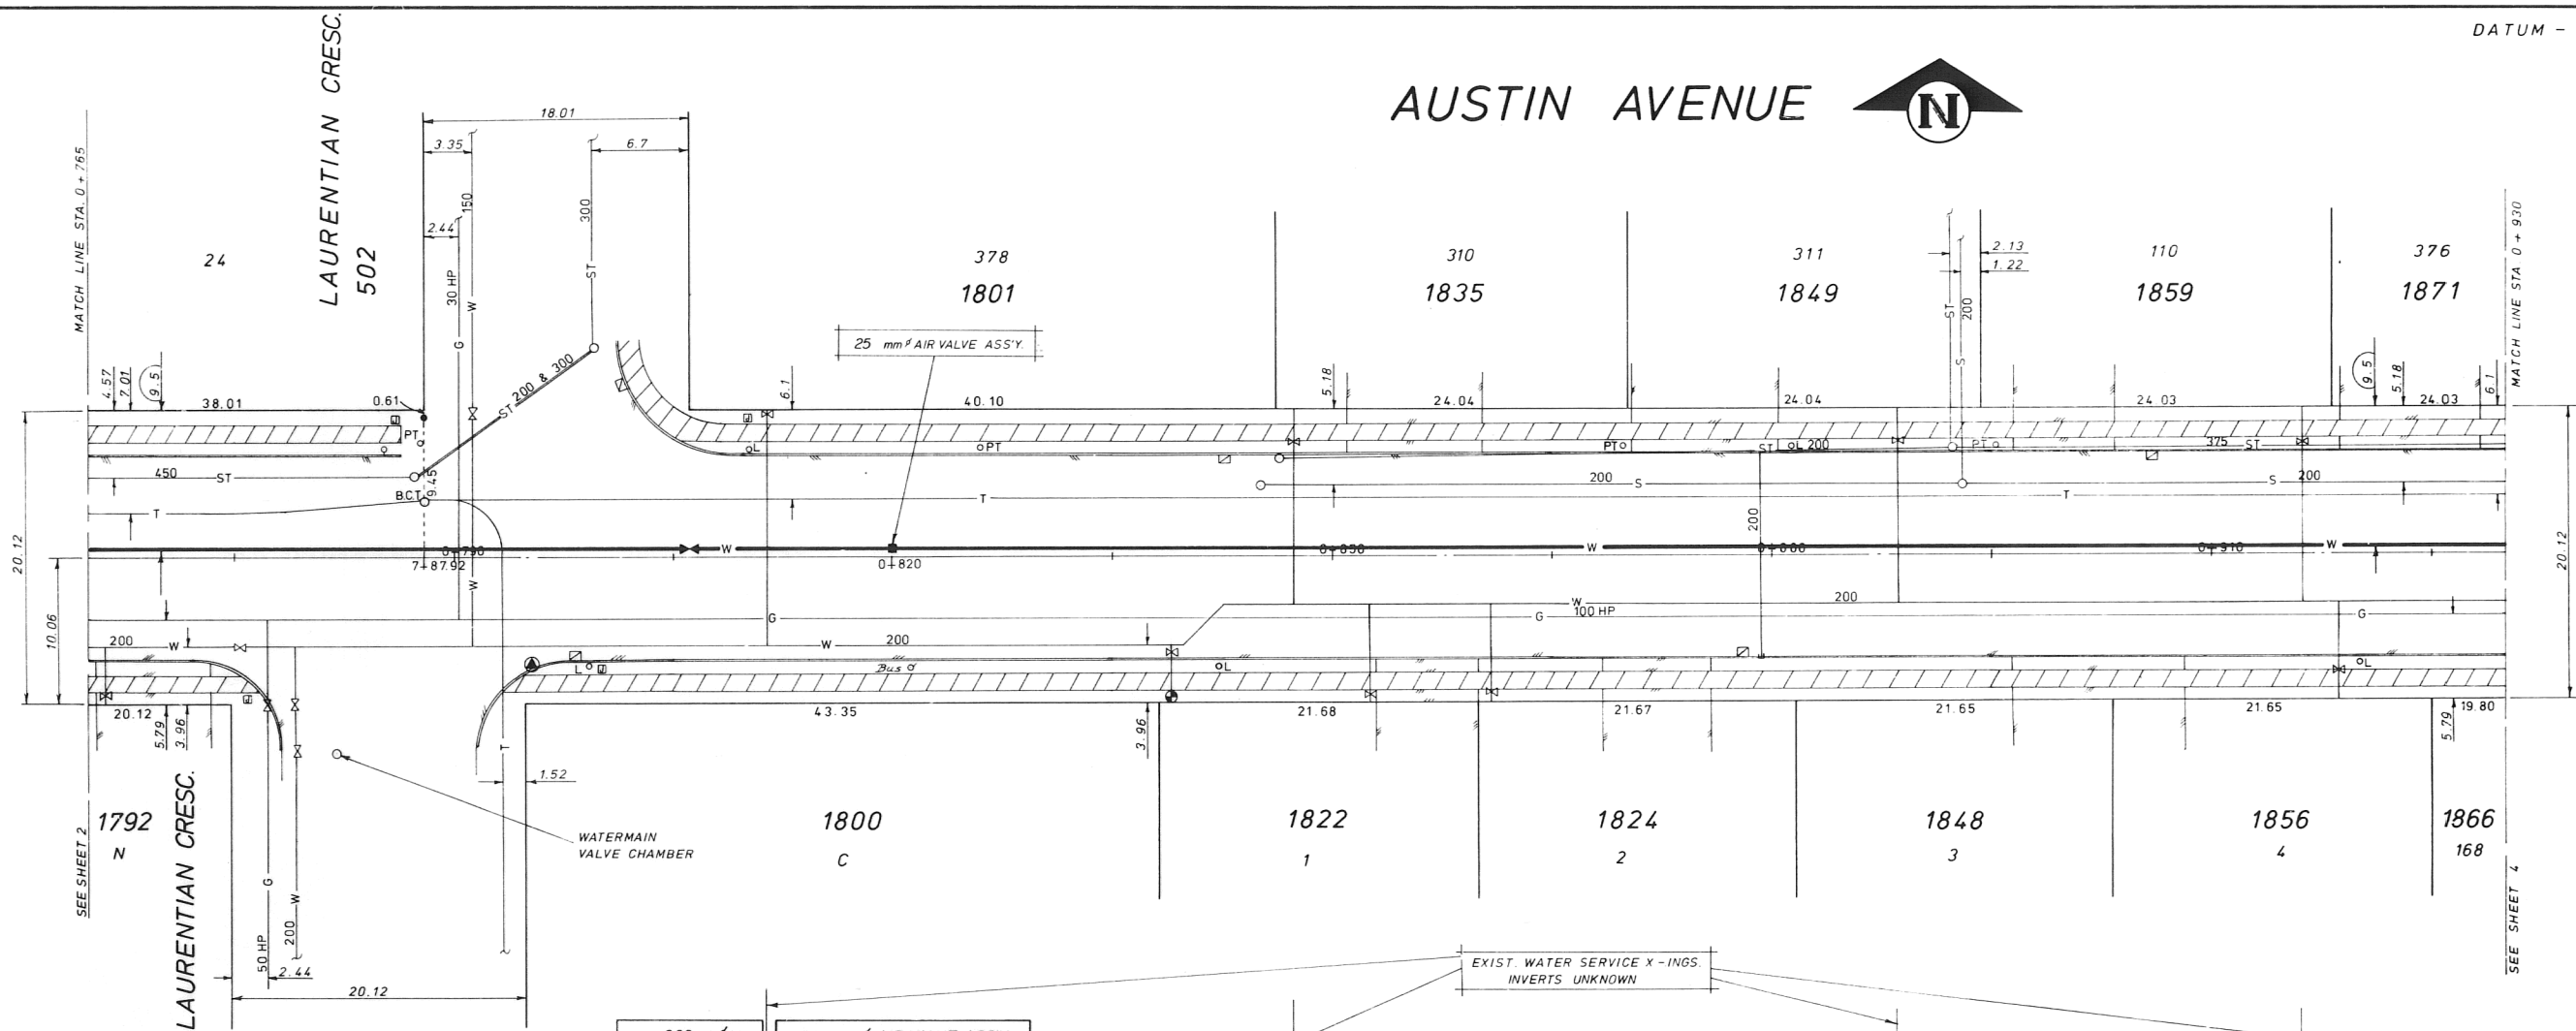 DATUM -
AUSTIN AVENUE
N
LAURENTIAN CRESC.
502
MATCH LINE STA. 0 + 765
MATCH LINE STA 0 + 930
18.01
3.35
6.7
2.44
150
300
30 HP
W
G
ST
24
378
1801
310
1835
311
1849
110
1859
376
1871
2.13
1.22
ST
200
S
25 mmø AIR VALVE ASS'Y.
4.57
7.01
9.5
38.01
0.61
ST 200 & 300
6.1
40.10
5.18
24.04
24.04
24.03
9.5
5.18
24.03
6.1
PT
L
PT
PT
ST
L 200
PT
375
ST
450
ST
B.C.T.
9.45
T
T
200
S
T
S
200
200
20.12
10.06
0+790
W
7+87.92
W
0+820
0+850
W
0+880
0+910
W
20.12
G
W
200
100 HP
G
G
200
W
W
200
L
Bus
L
L
20.12
5.79
3.96
43.35
3.96
21.68
21.67
21.65
21.65
5.79
19.80
T
1.52
1792
N
SEE SHEET 2
LAURENTIAN CRESC.
G
50 HP
W
200
2.44
20.12
WATERMAIN
VALVE CHAMBER
1800
C
1822
1
1824
2
1848
3
1856
4
1866
168
SEE SHEET 4
EXIST. WATER SERVICE X-INGS.
INVERTS UNKNOWN